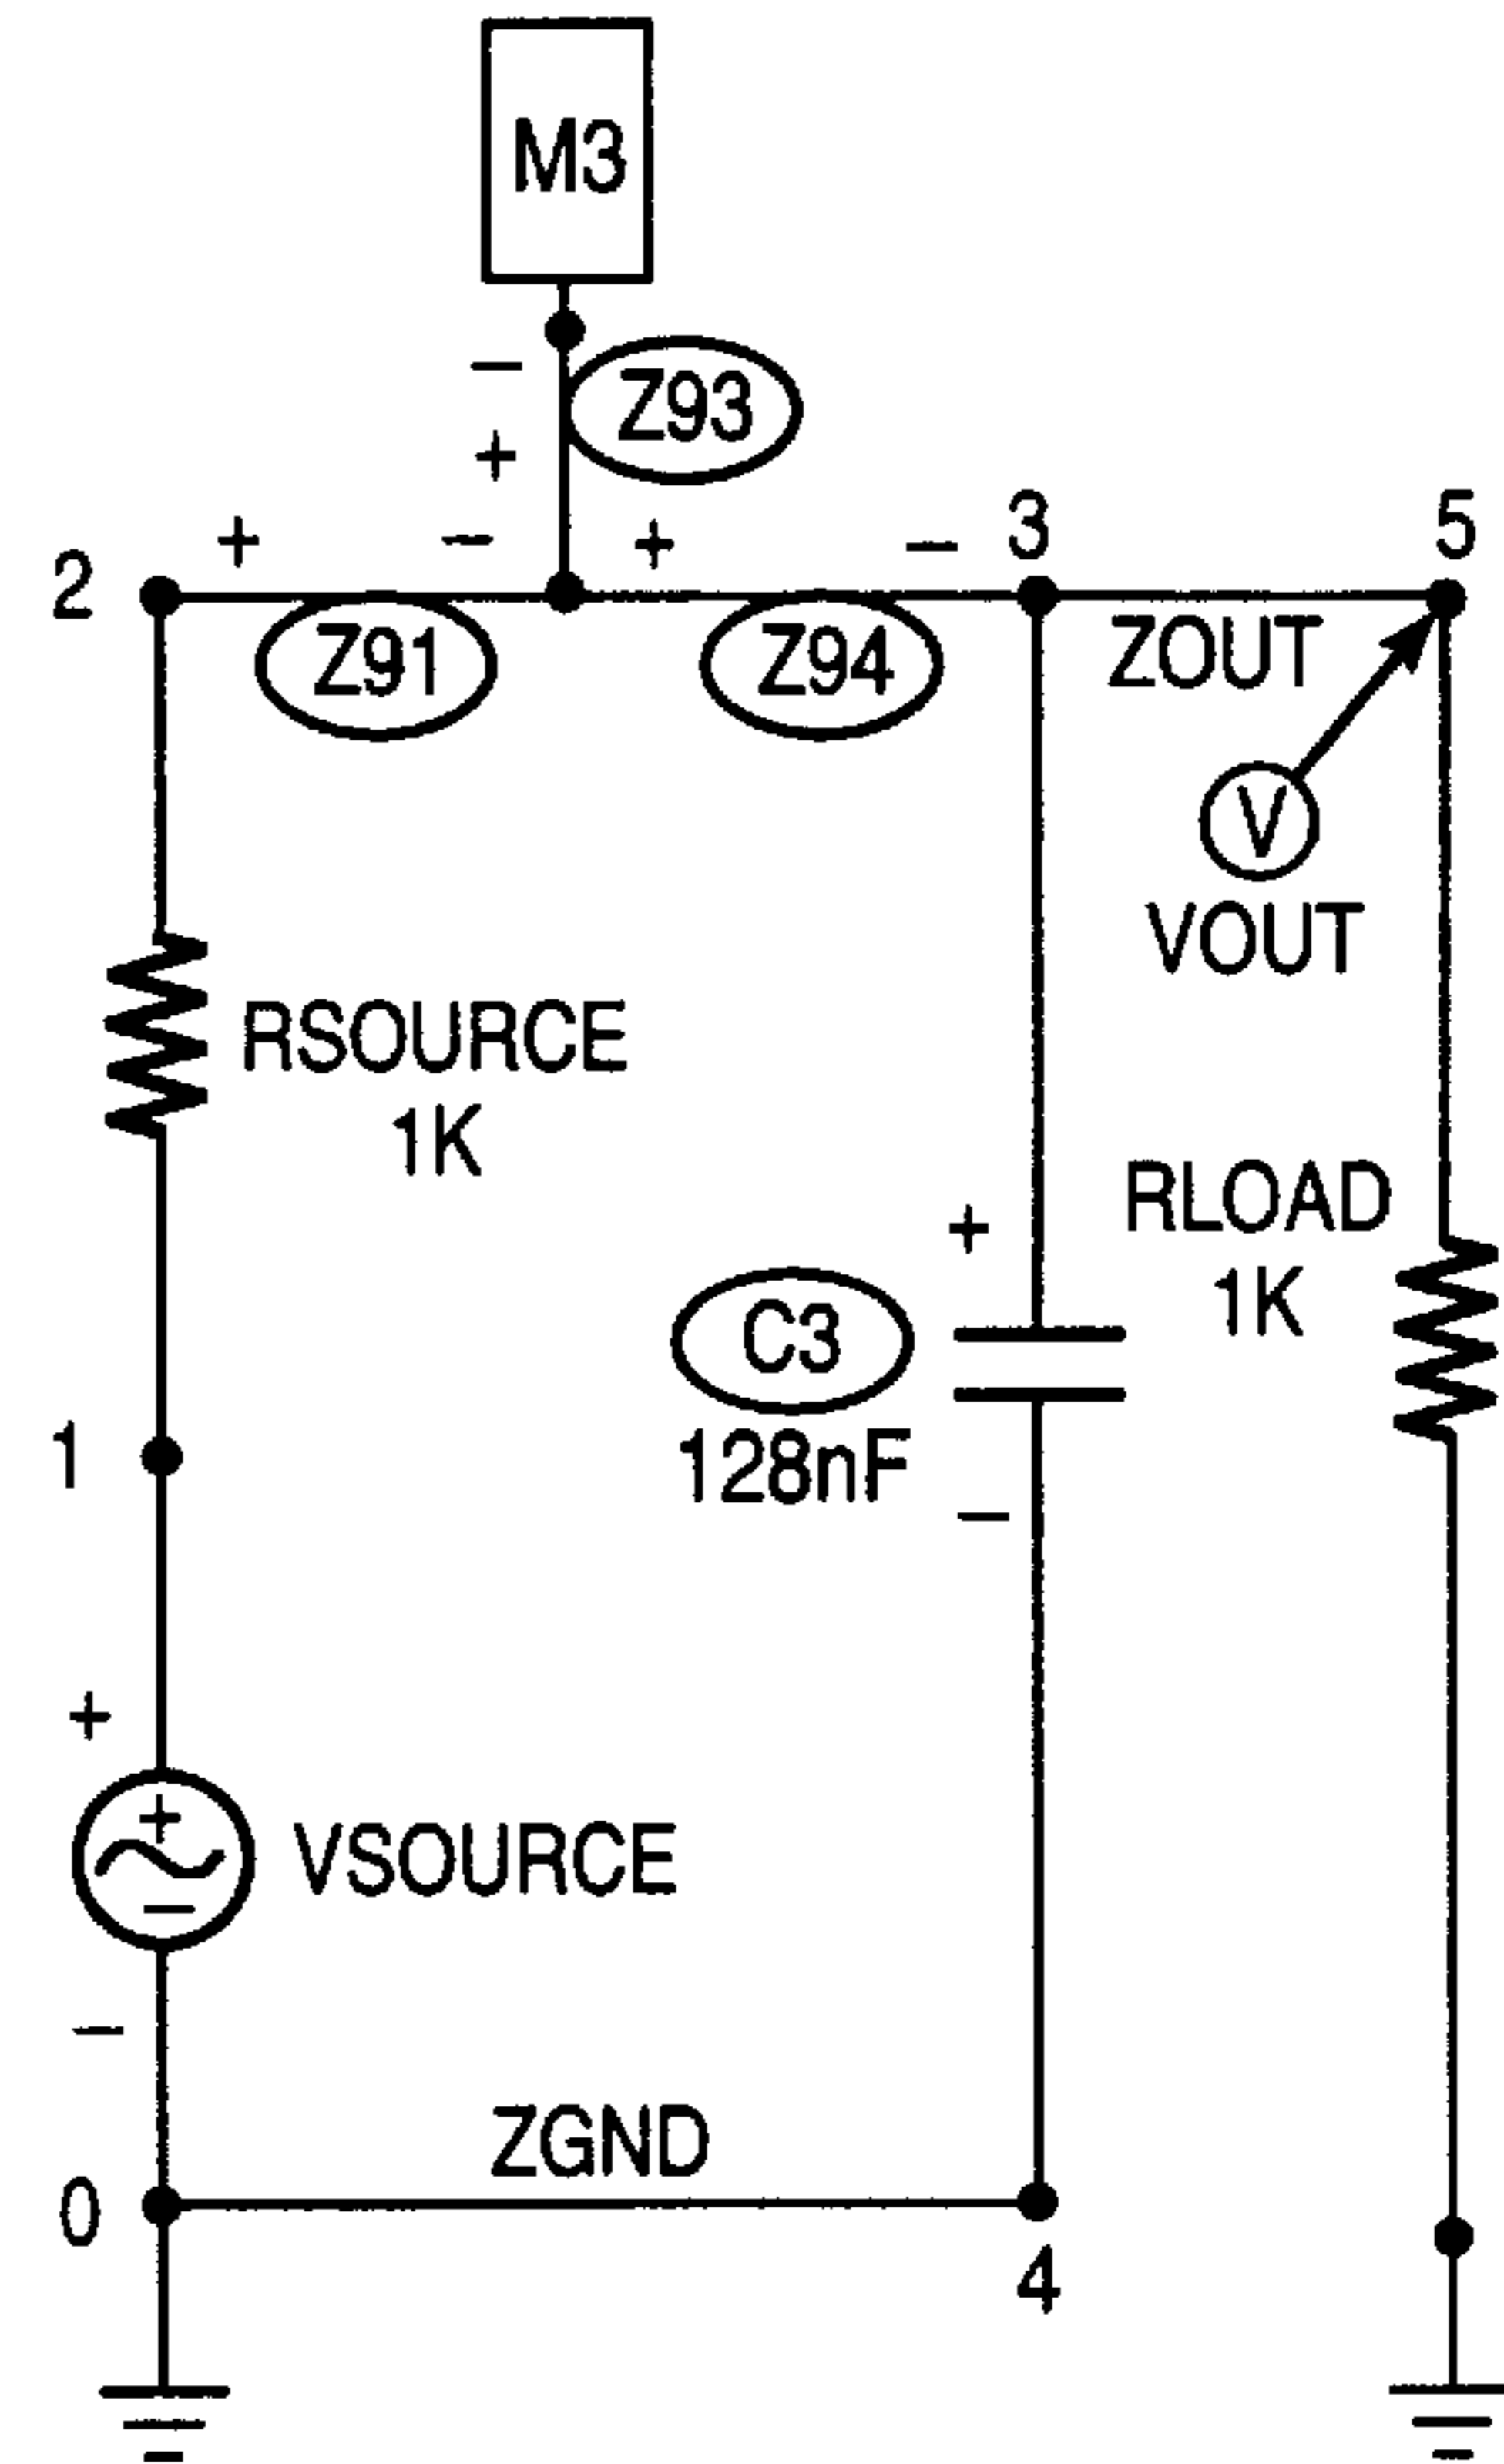 M3
−
Z93
+
+
−
+
−
3
5
2
Z91
Z94
ZOUT
V
VOUT
RSOURCE
1K
RLOAD
1K
+
C3
128nF
−
1
+
+
VSOURCE
−
−
ZGND
0
4